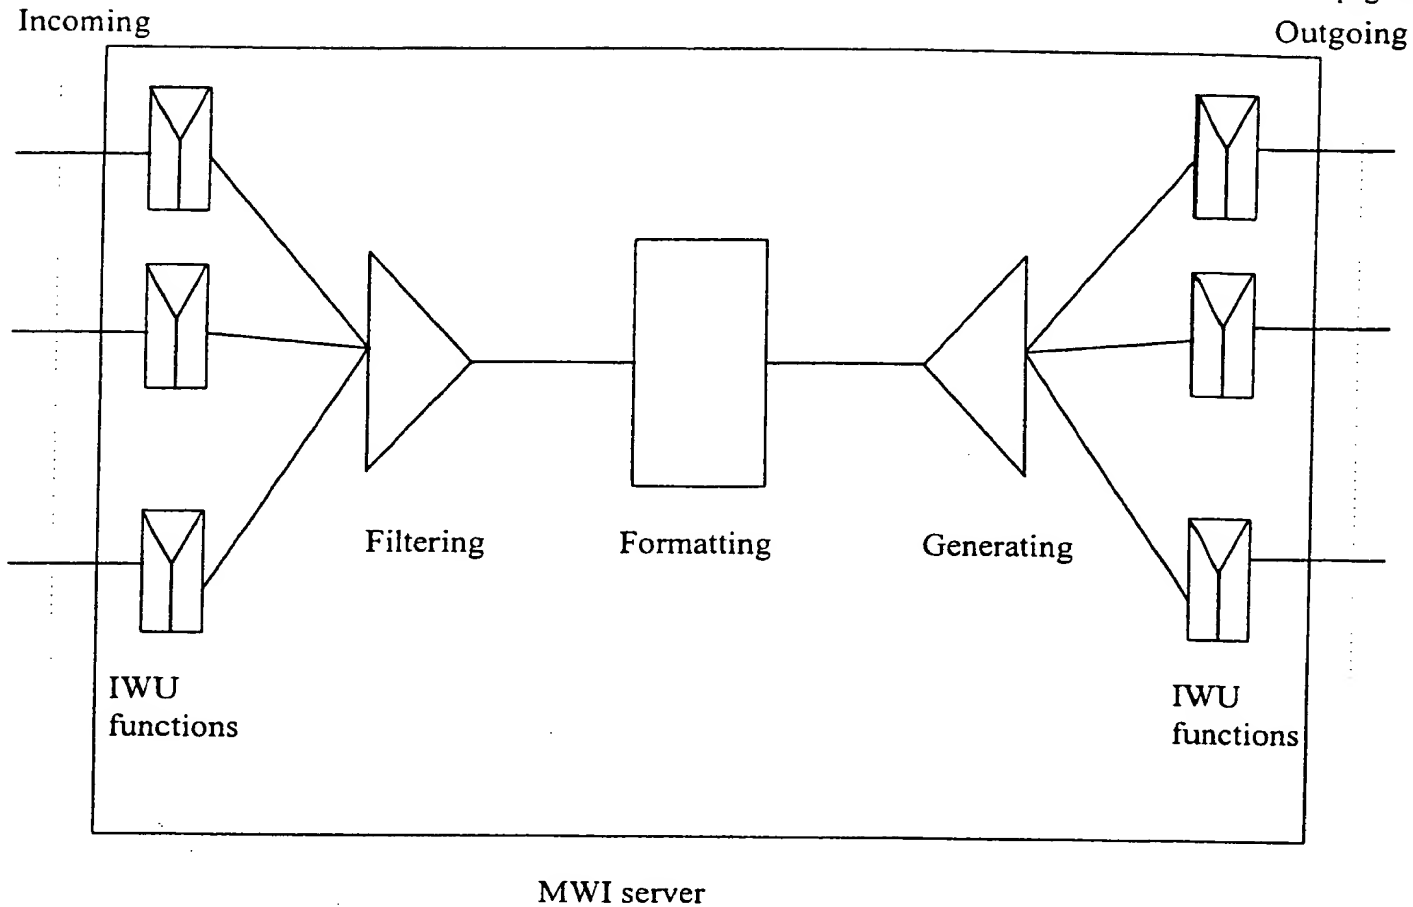 Incoming
Outgoing
Filtering
Formatting
Generating
IWU
functions
IWU
functions
MWI server